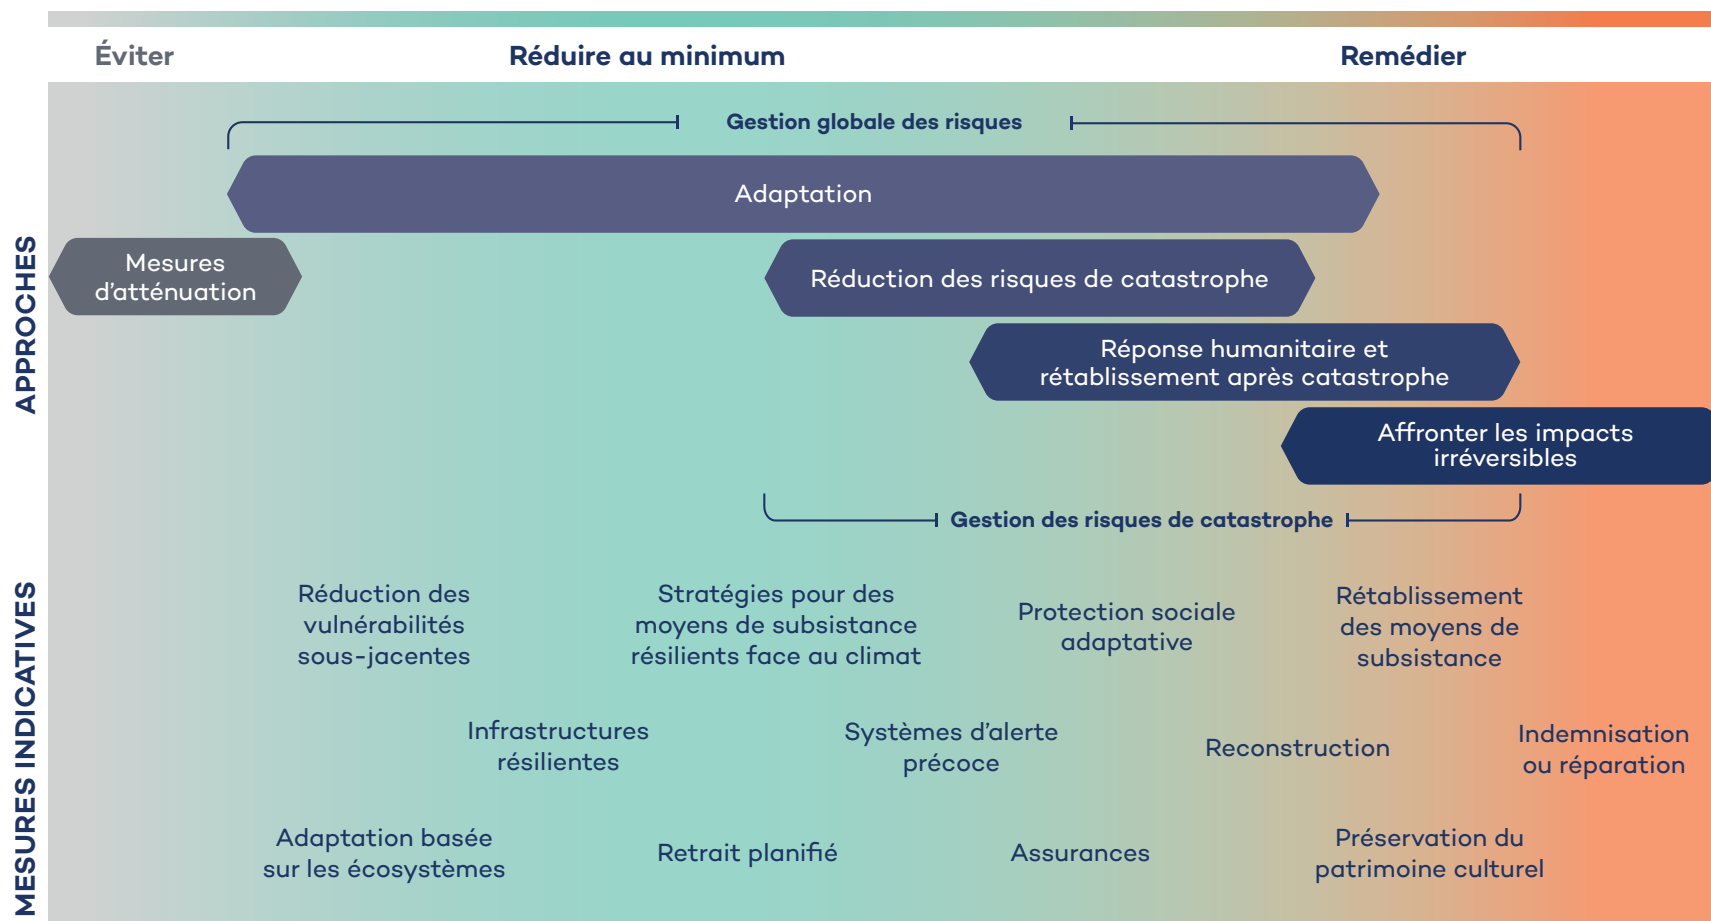 Éviter
Réduire au minimum
Remédier
Gestion globale des risques
Adaptation
APPROCHES
Mesures
d’atténuation
Réduction des risques de catastrophe
Réponse humanitaire et
rétablissement après catastrophe
Affronter les impacts
irréversibles
Gestion des risques de catastrophe
MESURES INDICATIVES
Réduction des
vulnérabilités
sous-jacentes
Stratégies pour des
moyens de subsistance
résilients face au climat
Protection sociale
adaptative
Rétablissement
des moyens de
subsistance
Infrastructures
résilientes
Systèmes d’alerte
précoce
Reconstruction
Indemnisation
ou réparation
Adaptation basée
sur les écosystèmes
Retrait planifié
Assurances
Préservation du
patrimoine culturel